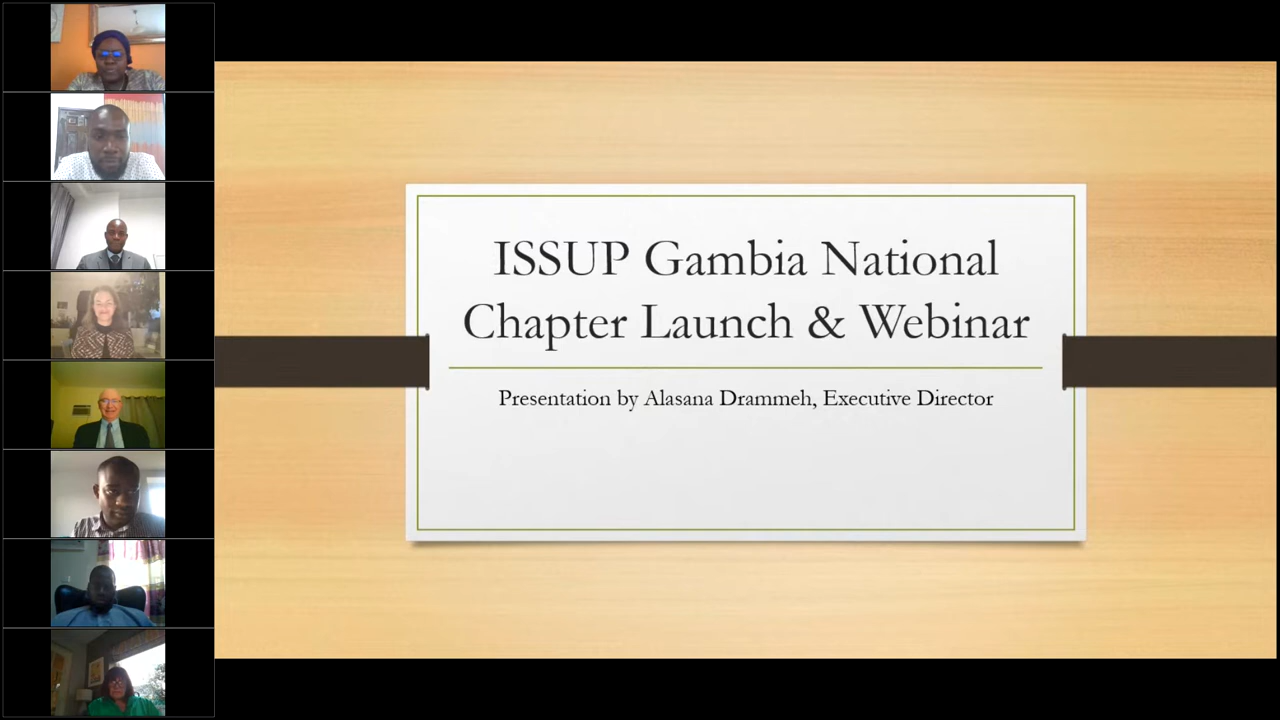 ISSUP Gambia National
Chapter Launch & Webinar
Presentation by Alasana Drammeh, Executive Director